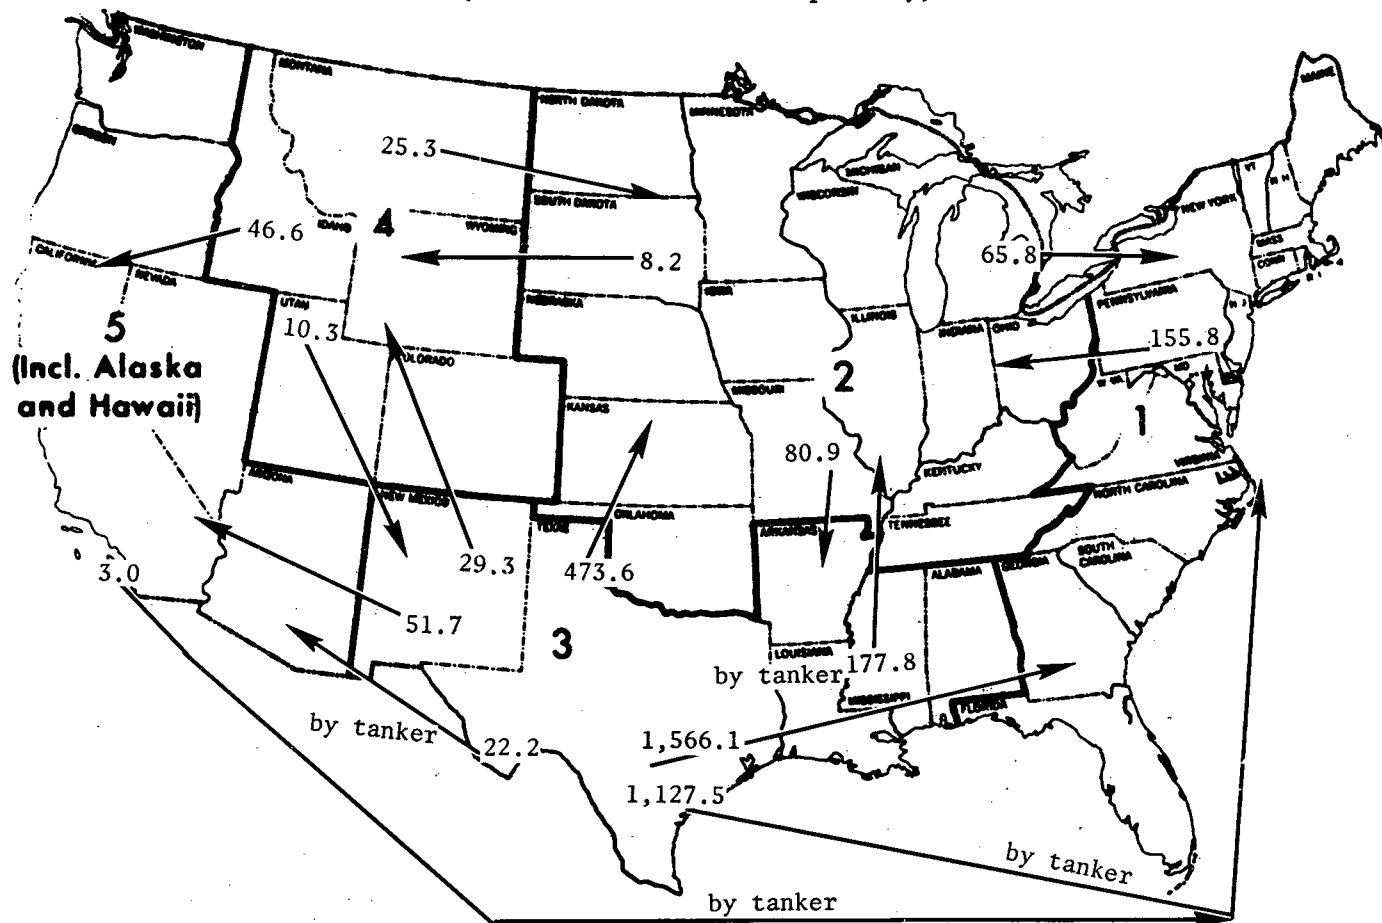 WASHINGTON
MONTANA
NORTH DAKOTA
MINNESOTA
MAINE
OREGON
25.3
MICHIGAN
WISCONSIN
VT
N H
SOUTH DAKOTA
NEW YORK
IDAHO
4
WYOMING
46.6
8.2
65.8
MASS
CONN
R I
CALIFORNIA
NEVADA
UTAH
NEBRASKA
IOWA
ILLINOIS
INDIANA
OHIO
PENNSYLVANIA
N J
5
(Incl. Alaska
and Hawaii)
10.3
COLORADO
155.8
2
MISSOURI
W VA
MD
KANSAS
1
80.9
KENTUCKY
VIRGINIA
ARIZONA
NEW MEXICO
NORTH CAROLINA
TEXAS
OKLAHOMA
ARKANSAS
TENNESSEE
SOUTH
CAROLINA
3.0
29.3
473.6
ALABAMA
GEORGIA
51.7
3
LOUISIANA
by tanker
177.8
MISSISSIPPI
FLORIDA
by tanker
22.2
1,566.1
1,127.5
by tanker
by tanker